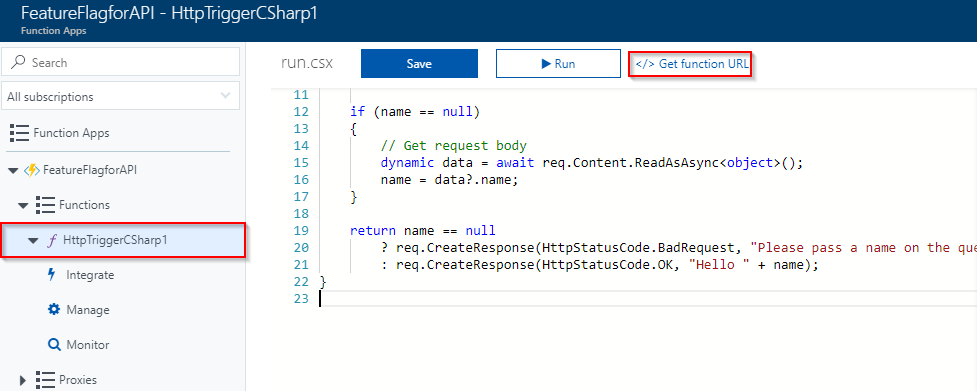 FeatureFlagforAPI - HttpTriggerCSharp1
Function Apps
Search
All subscriptions
Function Apps
FeatureFlagforAPI
Functions
HttpTriggerCSharp1
Integrate
Manage
Monitor
Proxies
run.csx Save Run </> Get function URL
11
12 if (name == null)
13 {
14 // Get request body
15 dynamic data = await req.Content.ReadAsAsync<object>();
16 name = data?.name;
17 }
18
19 return name == null
20 ? req.CreateResponse(HttpStatusCode.BadRequest, "Please pass a name on the que
21 : req.CreateResponse(HttpStatusCode.OK, "Hello " + name);
22 }
23